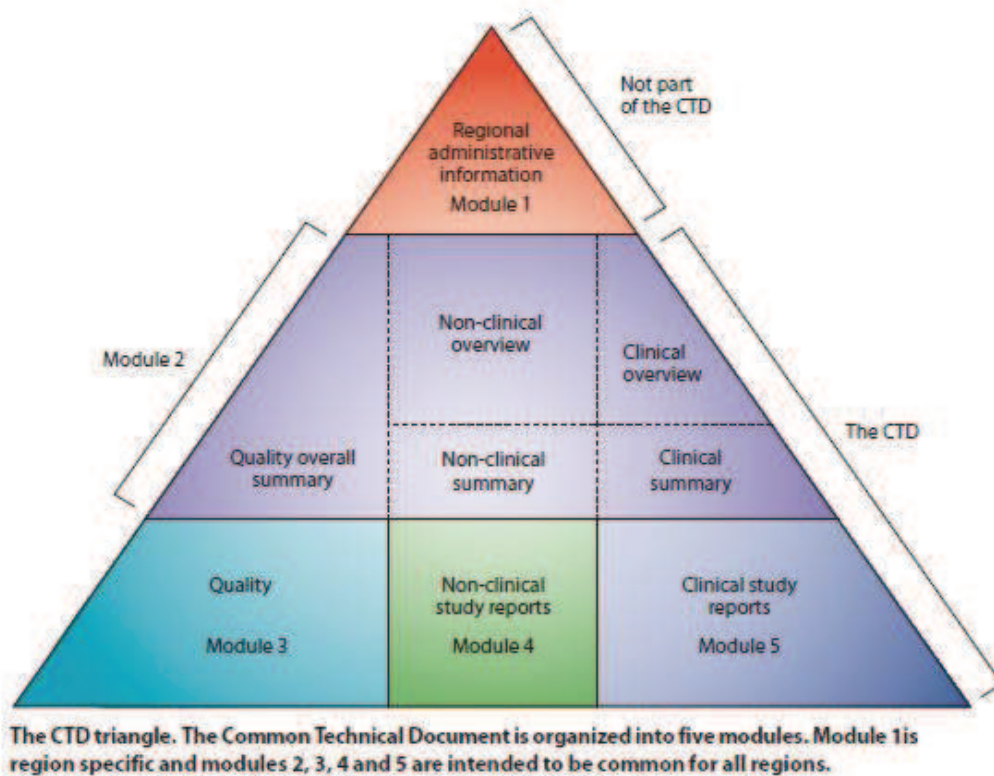 Not part
of the CTD
Regional
administrative
information
Module 1
Module 2
Non-clinical
overview
Clinical
overview
The CTD
Quality overall
summary
Non-clinical
summary
Clinical
summary
Quality
Module 3
Non-clinical
study reports
Module 4
Clinical study
reports
Module 5
The CTD triangle. The Common Technical Document is organized into five modules. Module 1 is
region specific and modules 2, 3, 4 and 5 are intended to be common for all regions.